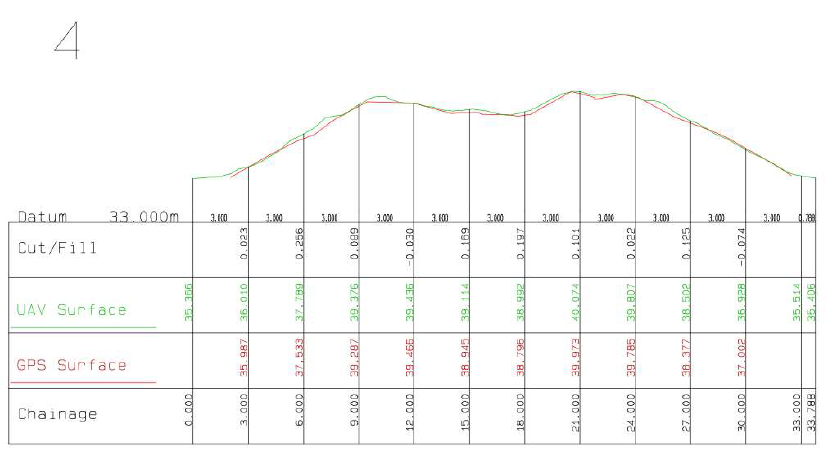 4
Datum 33.000m 3.000 3.000 3.000 3.000 3.000 3.000 3.000 3.000 3.000 3.000 3.000 0.788
Cut/Fill 0.023 0.256 0.089 -0.030 0.169 0.197 0.101 0.022 0.125 -0.074
UAV Surface 35.366 36.010 37.789 39.376 39.436 39.114 38.992 40.074 39.807 38.502 36.928 35.514 35.406
GPS Surface 35.987 37.533 39.287 39.466 38.945 38.796 39.973 39.785 38.377 37.002
Chainage 0.000 3.000 6.000 9.000 12.000 15.000 18.000 21.000 24.000 27.000 30.000 33.000 33.788